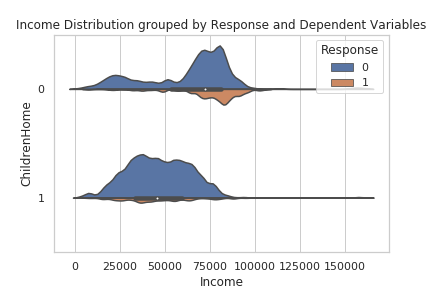 Income Distribution grouped by Response and Dependent Variables
Response
0
1
ChildrenHome
0
1
0 25000 50000 75000 100000 125000 150000
Income